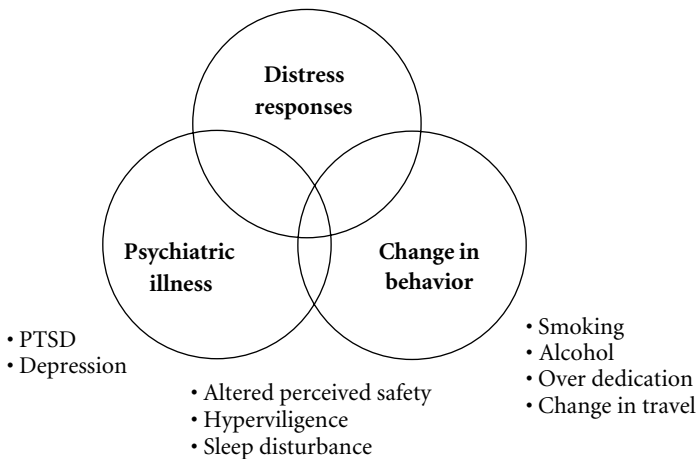 Distress
responses
Psychiatric
illness
Change in
behavior
• PTSD
• Depression
• Smoking
• Alcohol
• Over dedication
• Change in travel
• Altered perceived safety
• Hyperviligence
• Sleep disturbance